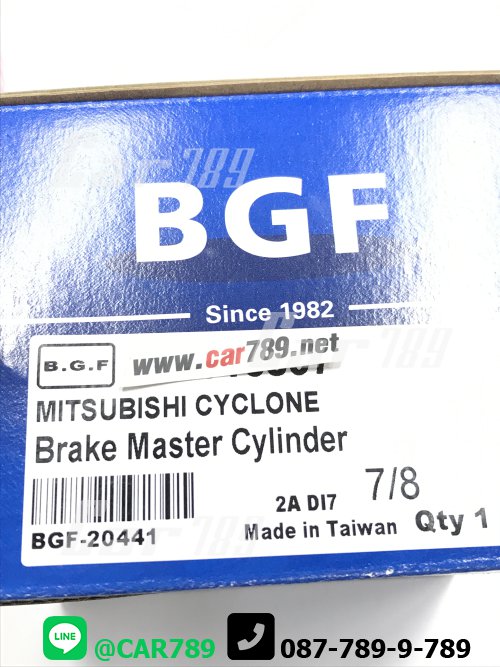 BGF
Since 1982
B.G.F
www.car789.net
MITSUBISHI CYCLONE
Brake Master Cylinder
7/8
2A DI7
BGF-20441
Made in Taiwan
Qty 1
LINE
@CAR789
087-789-9-789